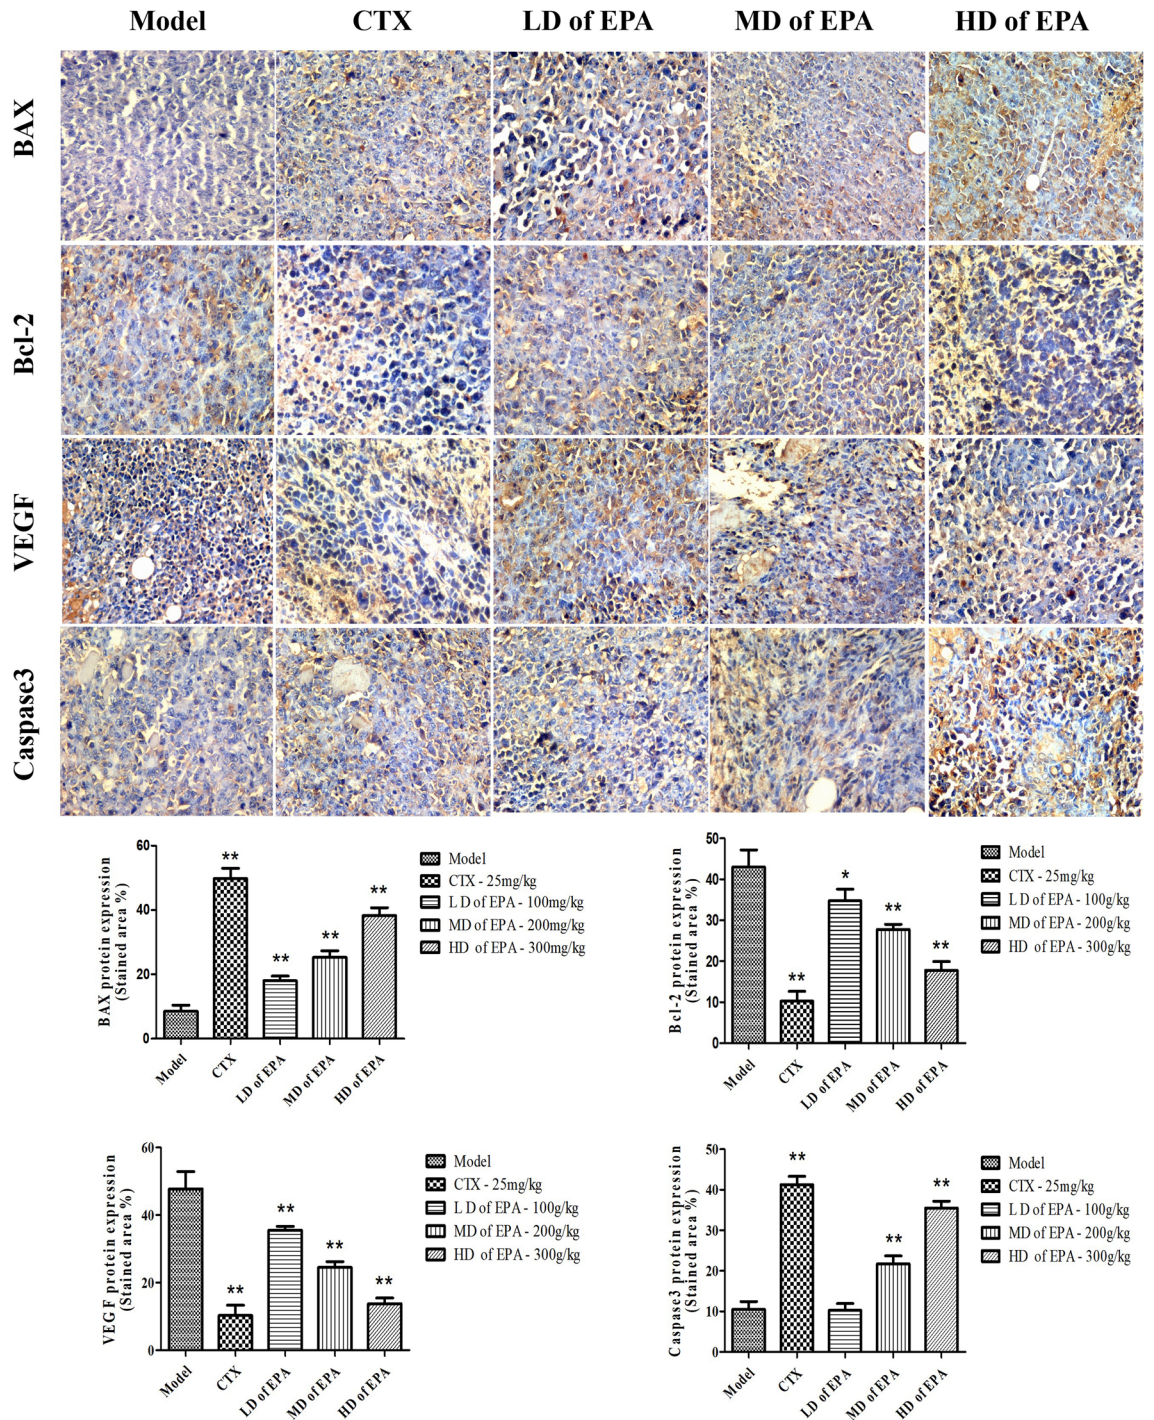 Model CTX LD of EPA MD of EPA HD of EPA
BAX
Bcl-2
VEGF
Caspase3
BAX protein expression
(Stained area %)
60
40
20
0
**
**
**
**
Model
CTX
LD of EPA
MD of EPA
HD of EPA
Model
CTX - 25mg/kg
LD of EPA - 100mg/kg
MD of EPA - 200mg/kg
HD of EPA - 300mg/kg
Bcl-2 protein expression
(Stained area %)
50
40
30
20
10
0
**
*
**
**
Model
CTX
LD of EPA
MD of EPA
HD of EPA
Model
CTX - 25mg/kg
LD of EPA - 100g/kg
MD of EPA - 200g/kg
HD of EPA - 300g/kg
VEGF protein expression
(Stained area %)
60
40
20
0
**
**
**
**
Model
CTX
LD of EPA
MD of EPA
HD of EPA
Model
CTX - 25mg/kg
LD of EPA - 100g/kg
MD of EPA - 200g/kg
HD of EPA - 300g/kg
Caspase3 protein expression
(Stained area %)
50
40
30
20
10
0
**
**
**
Model
CTX
LD of EPA
MD of EPA
HD of EPA
Model
CTX - 25mg/kg
LD of EPA - 100g/kg
MD of EPA - 200g/kg
HD of EPA - 300g/kg